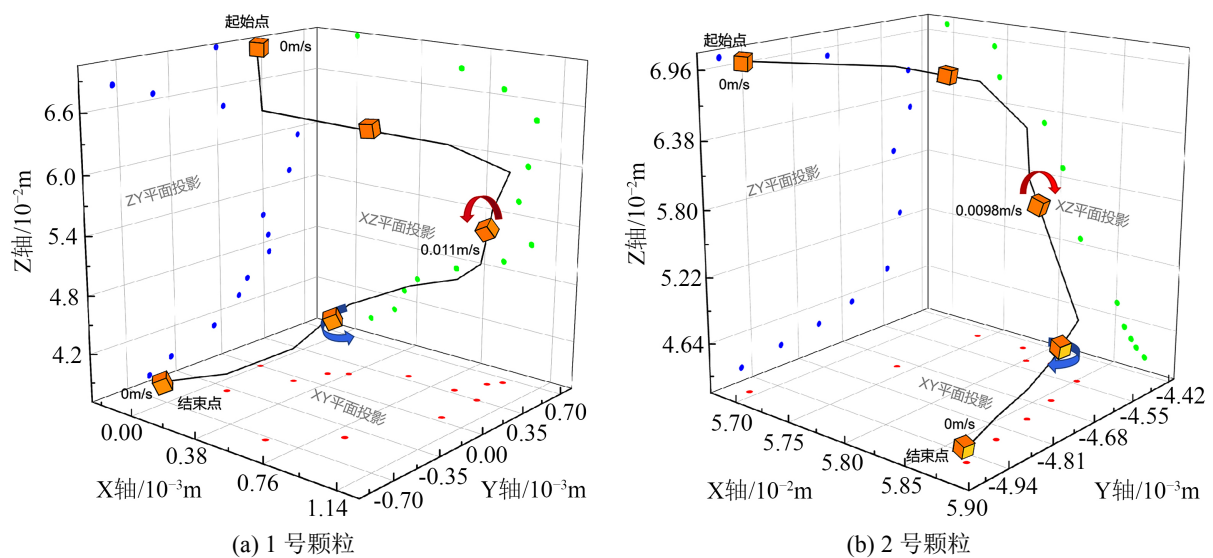 起始点
0m/s
6.6
6.0
5.4
4.8
4.2
Z轴/10⁻²m
ZY平面投影
XZ平面投影
0.011m/s
0m/s
结束点
XY平面投影
0.00
0.38
0.76
1.14
X轴/10⁻³m
-0.70
-0.35
0.00
0.35
0.70
Y轴/10⁻³m
(a) 1 号颗粒
起始点
0m/s
6.96
6.38
5.80
5.22
4.64
Z轴/10⁻²m
ZY平面投影
XZ平面投影
0.0098m/s
0m/s
结束点
XY平面投影
5.70
5.75
5.80
5.85
5.90
X轴/10⁻²m
-4.94
-4.81
-4.68
-4.55
-4.42
Y轴/10⁻³m
(b) 2 号颗粒